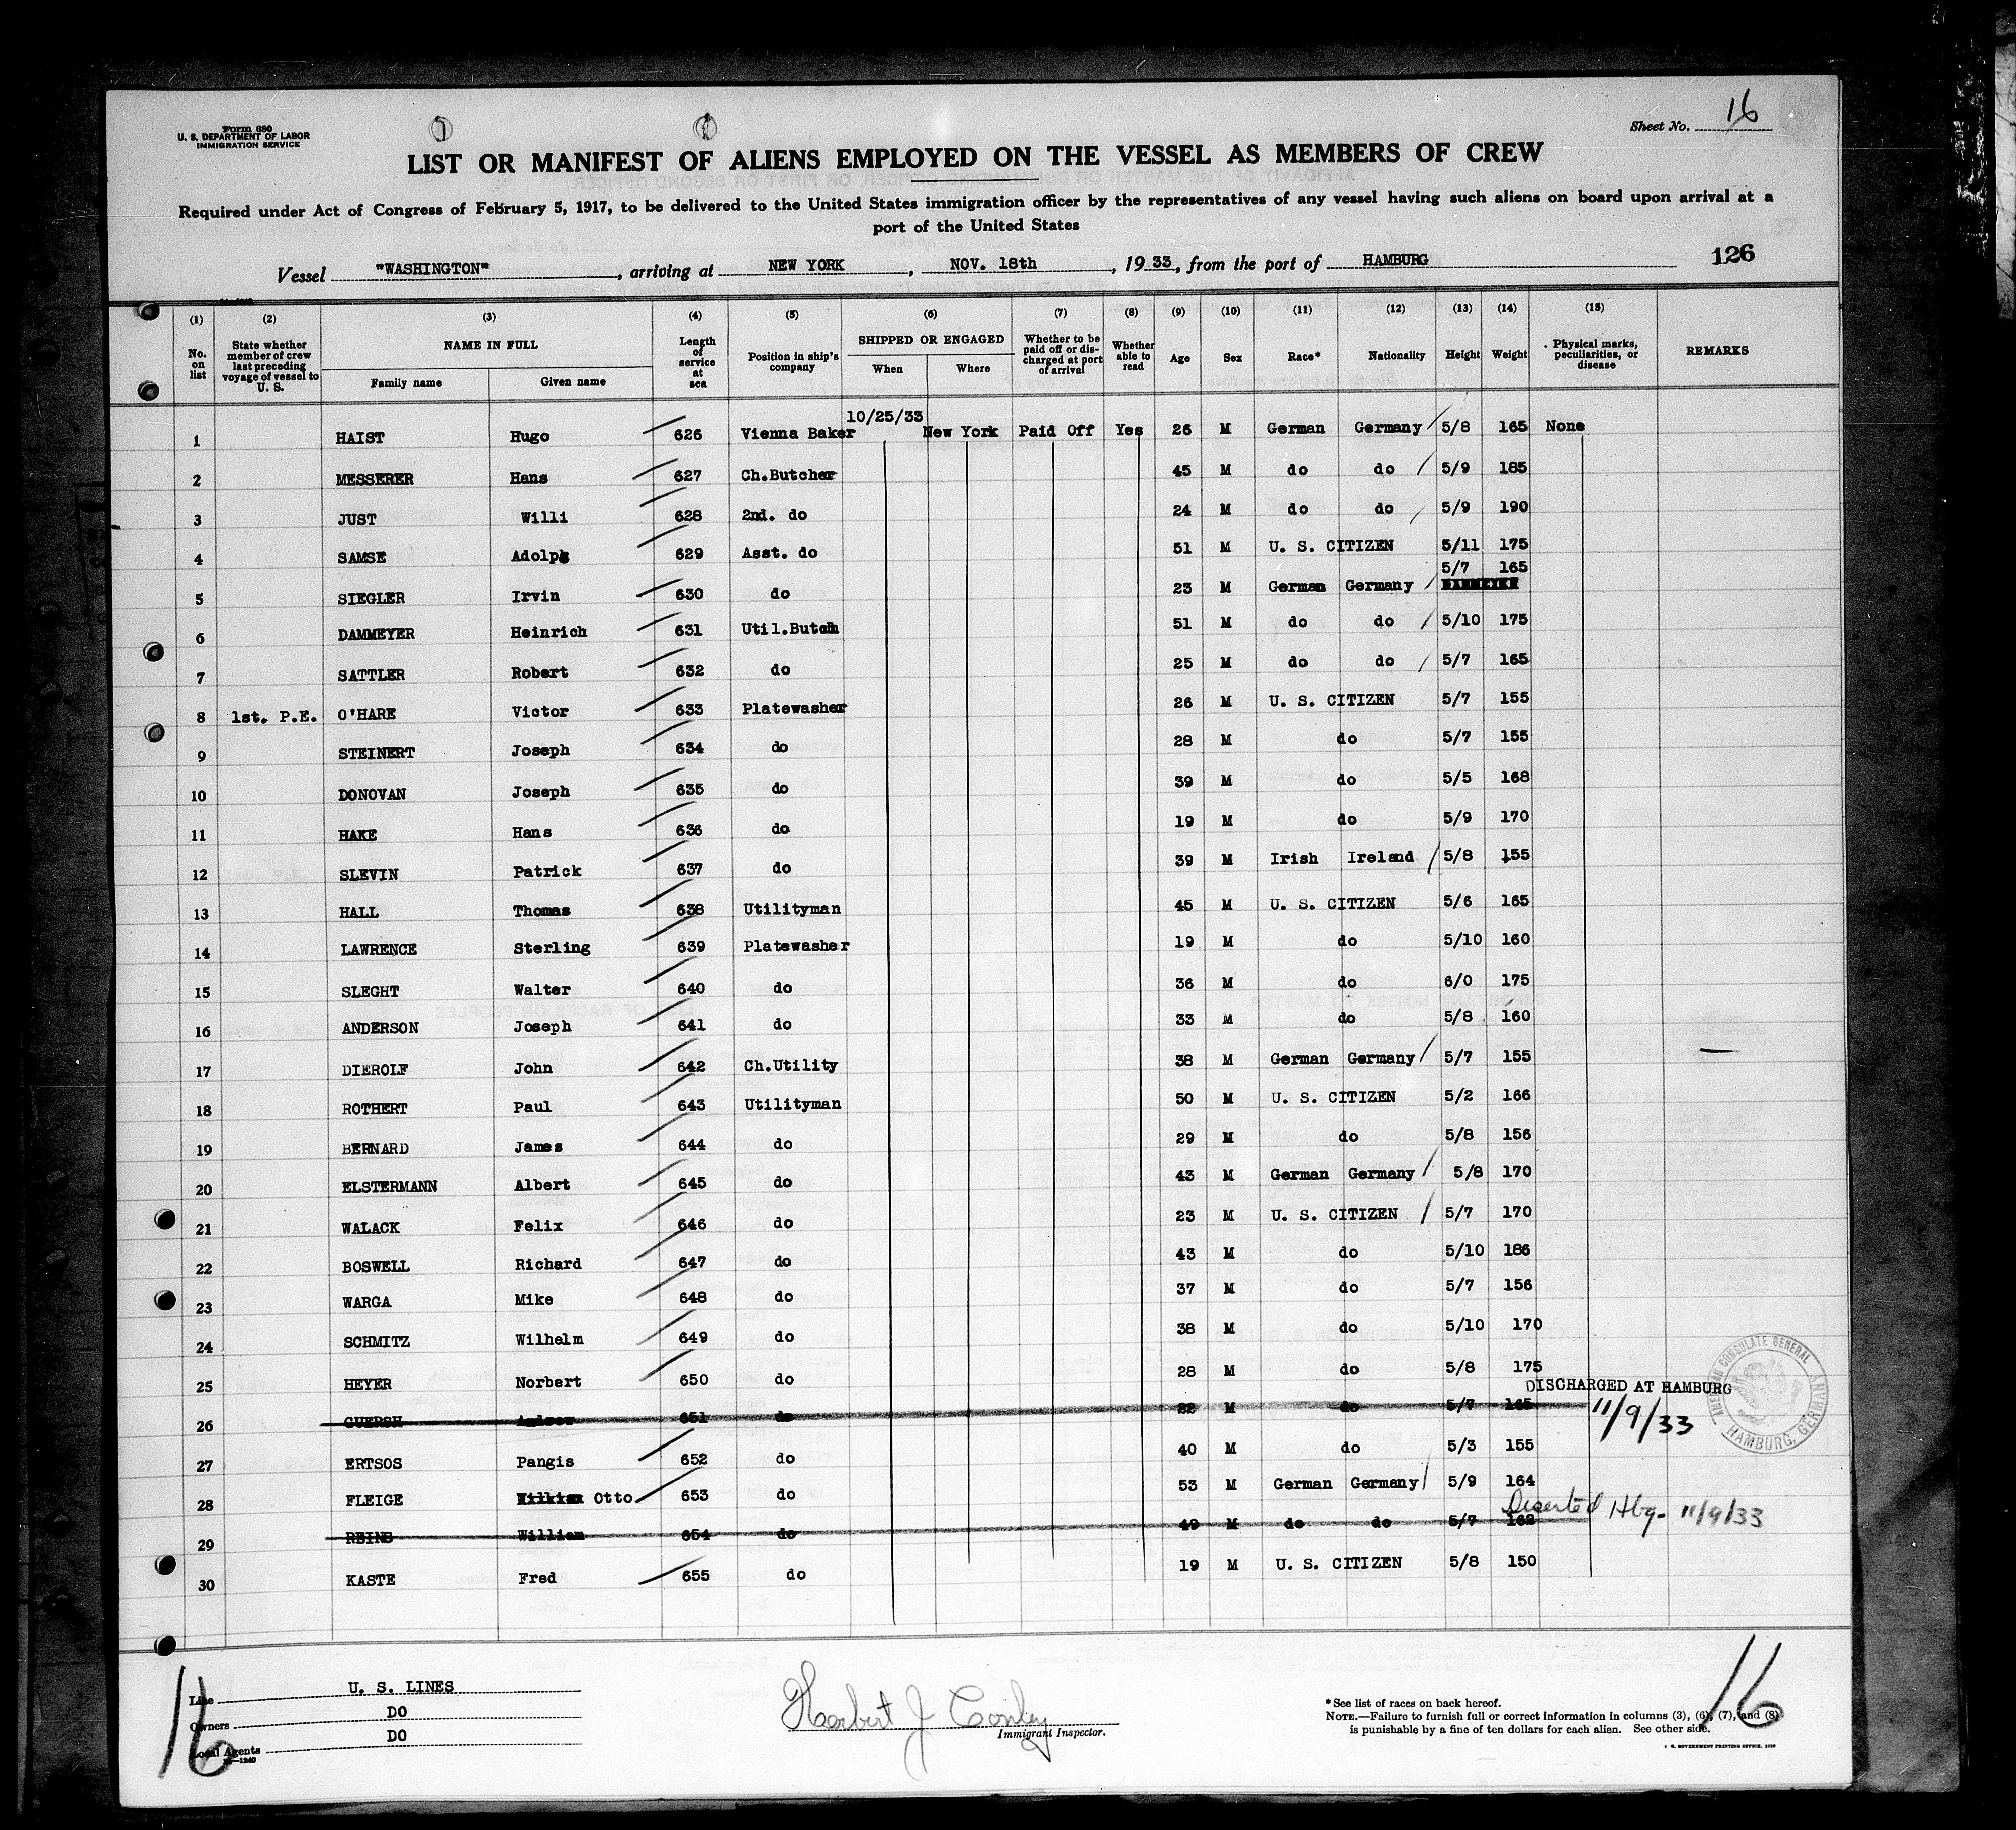 Form 680
U. S. DEPARTMENT OF LABOR
IMMIGRATION SERVICE
Sheet No. 16
LIST OR MANIFEST OF ALIENS EMPLOYED ON THE VESSEL AS MEMBERS OF CREW
Required under Act of Congress of February 5, 1917, to be delivered to the United States immigration officer by the representatives of any vessel having such aliens on board upon arrival at a
port of the United States
Vessel "WASHINGTON", arriving at NEW YORK, NOV. 18th, 1933, from the port of HAMBURG 126
(1) No. on list (2) State whether member of crew last preceding voyage of vessel to U. S. (3) NAME IN FULL Family name Given name (4) Length of service at sea (5) Position in ship's company (6) SHIPPED OR ENGAGED When Where (7) Whether to be paid off or discharged at port of arrival (8) Whether able to read (9) Age (10) Sex (11) Race* (12) Nationality (13) Height (14) Weight (15) Physical marks, peculiarities, or disease REMARKS
1 HAIST Hugo 626 Vienna Baker 10/25/33 New York Paid Off Yes 26 M German Germany 5/8 165 None
2 MESSERER Hans 627 Ch.Butcher 45 M do do 5/9 185
3 JUST Willi 628 2nd. do 24 M do do 5/9 190
4 SAMSE Adolph 629 Asst. do 51 M U. S. CITIZEN 5/11 175
5 SIEGLER Irvin 630 do 23 M German Germany 5/7 165
6 DAMMEYER Heinrich 631 Util.Butch 51 M do do 5/10 175
7 SATTLER Robert 632 do 25 M do do 5/7 165
8 1st. P.E. O'HARE Victor 633 Platewasher 26 M U. S. CITIZEN 5/7 155
9 STEINERT Joseph 634 do 28 M do 5/7 155
10 DONOVAN Joseph 635 do 39 M do 5/5 168
11 HAKE Hans 636 do 19 M do 5/9 170
12 SLEVIN Patrick 637 do 39 M Irish Ireland 5/8 155
13 HALL Thomas 638 Utilityman 45 M U. S. CITIZEN 5/6 165
14 LAWRENCE Sterling 639 Platewasher 19 M do 5/10 160
15 SLEGHT Walter 640 do 36 M do 6/0 175
16 ANDERSON Joseph 641 do 33 M do 5/8 160
17 DIEROLF John 642 Ch.Utility 38 M German Germany 5/7 155
18 ROTHERT Paul 643 Utilityman 50 M U. S. CITIZEN 5/2 166
19 BERNARD James 644 do 29 M do 5/8 156
20 ELSTERMANN Albert 645 do 43 M German Germany 5/8 170
21 WALACK Felix 646 do 23 M U. S. CITIZEN 5/7 170
22 BOSWELL Richard 647 do 43 M do 5/10 186
23 WARGA Mike 648 do 37 M do 5/7 156
24 SCHMITZ Wilhelm 649 do 38 M do 5/10 170
25 HEYER Norbert 650 do 28 M do 5/8 175
26 GUERSH Andrew 651 do 22 M do 5/7 165 DISCHARGED AT HAMBURG 11/9/33
AMERICAN CONSULATE GENERAL HAMBURG, GERMANY
27 ERTSOS Pangis 652 do 40 M do 5/3 155
28 FLEIGE William Otto 653 do 53 M German Germany 5/9 164
29 REINS William 654 do 49 M do do 5/7 162 Deserted Hbg. 11/9/33
30 KASTE Fred 655 do 19 M U. S. CITIZEN 5/8 150
16
Line U. S. LINES
Owners DO
Local Agents DO
Herbert J Conley
Immigrant Inspector.
*See list of races on back hereof.
NOTE.—Failure to furnish full or correct information in columns (3), (6), (7), and (8)
is punishable by a fine of ten dollars for each alien. See other side.
16